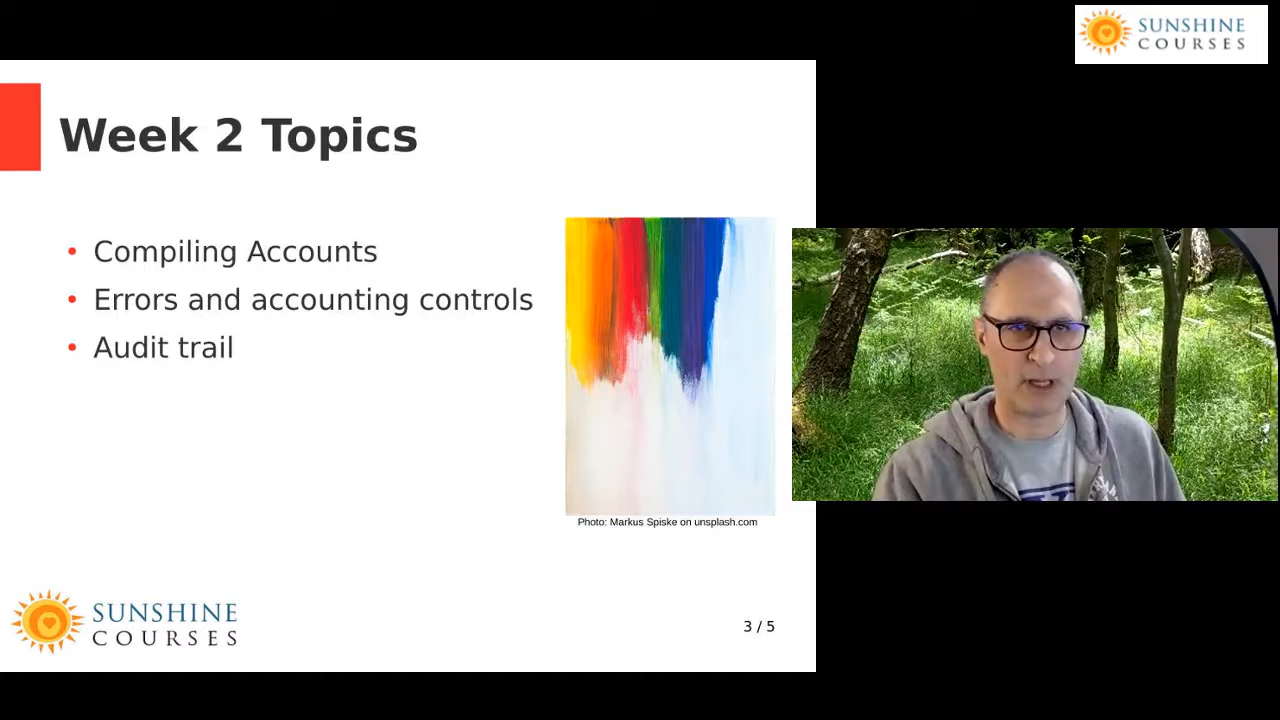 SUNSHINE
COURSES
Week 2 Topics
Compiling Accounts
Errors and accounting controls
Audit trail
Photo: Markus Spiske on unsplash.com
SUNSHINE
COURSES
3 / 5